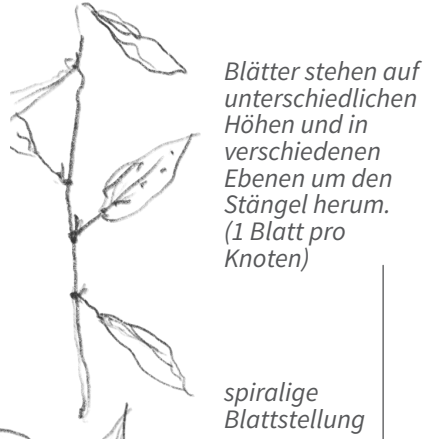 Blätter stehen auf
unterschiedlichen
Höhen und in
verschiedenen
Ebenen um den
Stängel herum.
(1 Blatt pro
Knoten)
spiralige
Blattstellung